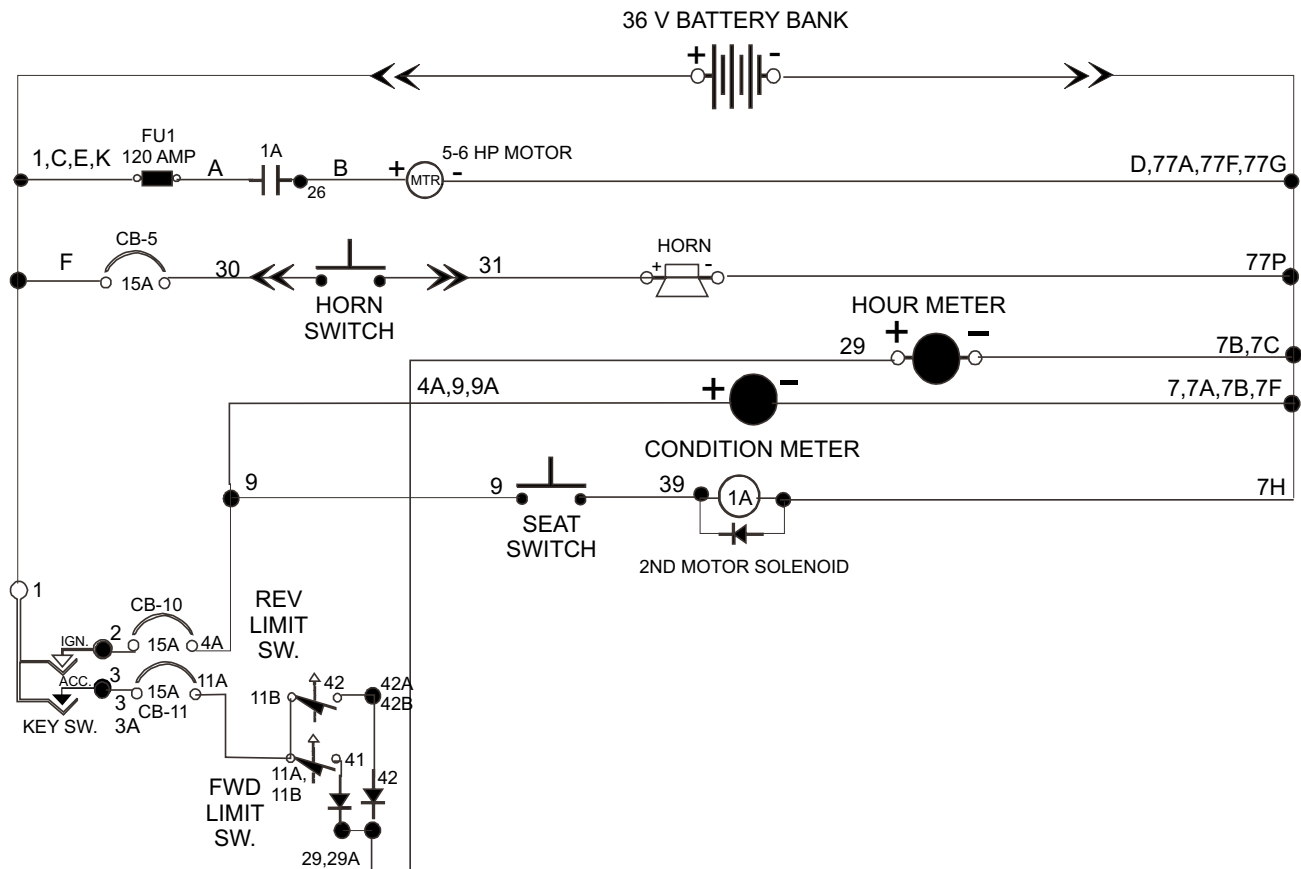 36 V BATTERY BANK
+ -
1,C,E,K
FU1
120 AMP
A
1A
26
B
+ MTR -
5-6 HP MOTOR
D,77A,77F,77G
F
CB-5
15A
30
HORN
SWITCH
31
HORN
+ -
77P
HOUR METER
29
+ -
7B,7C
4A,9,9A
+ -
7,7A,7B,7F
CONDITION METER
9
9
SEAT
SWITCH
39
1A
7H
2ND MOTOR SOLENOID
1
CB-10
IGN.
2
15A
4A
REV
LIMIT
SW.
ACC.
3
15A
11A
3
3A
CB-11
KEY SW.
11B
42
42A
42B
41
11A,
11B
42
FWD
LIMIT
SW.
29,29A